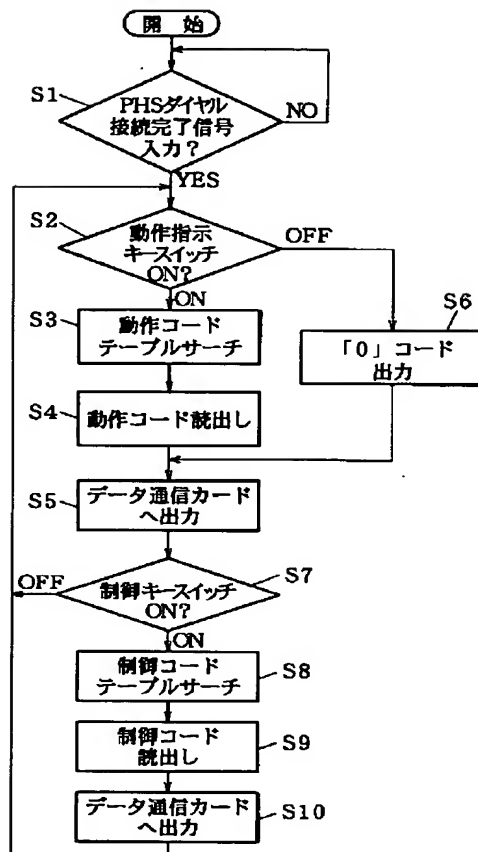 開始
S1
PHSダイヤル
接続完了信号
入力?
NO
YES
S2
動作指示
キースイッチ
ON?
OFF
ON
S3
動作コード
テーブルサーチ
S6
「0」コード
出力
S4
動作コード読出し
S5
データ通信カード
へ出力
OFF
制御キースイッチ
ON?
S7
ON
制御コード
テーブルサーチ
S8
制御コード
読出し
S9
データ通信カード
へ出力
S10